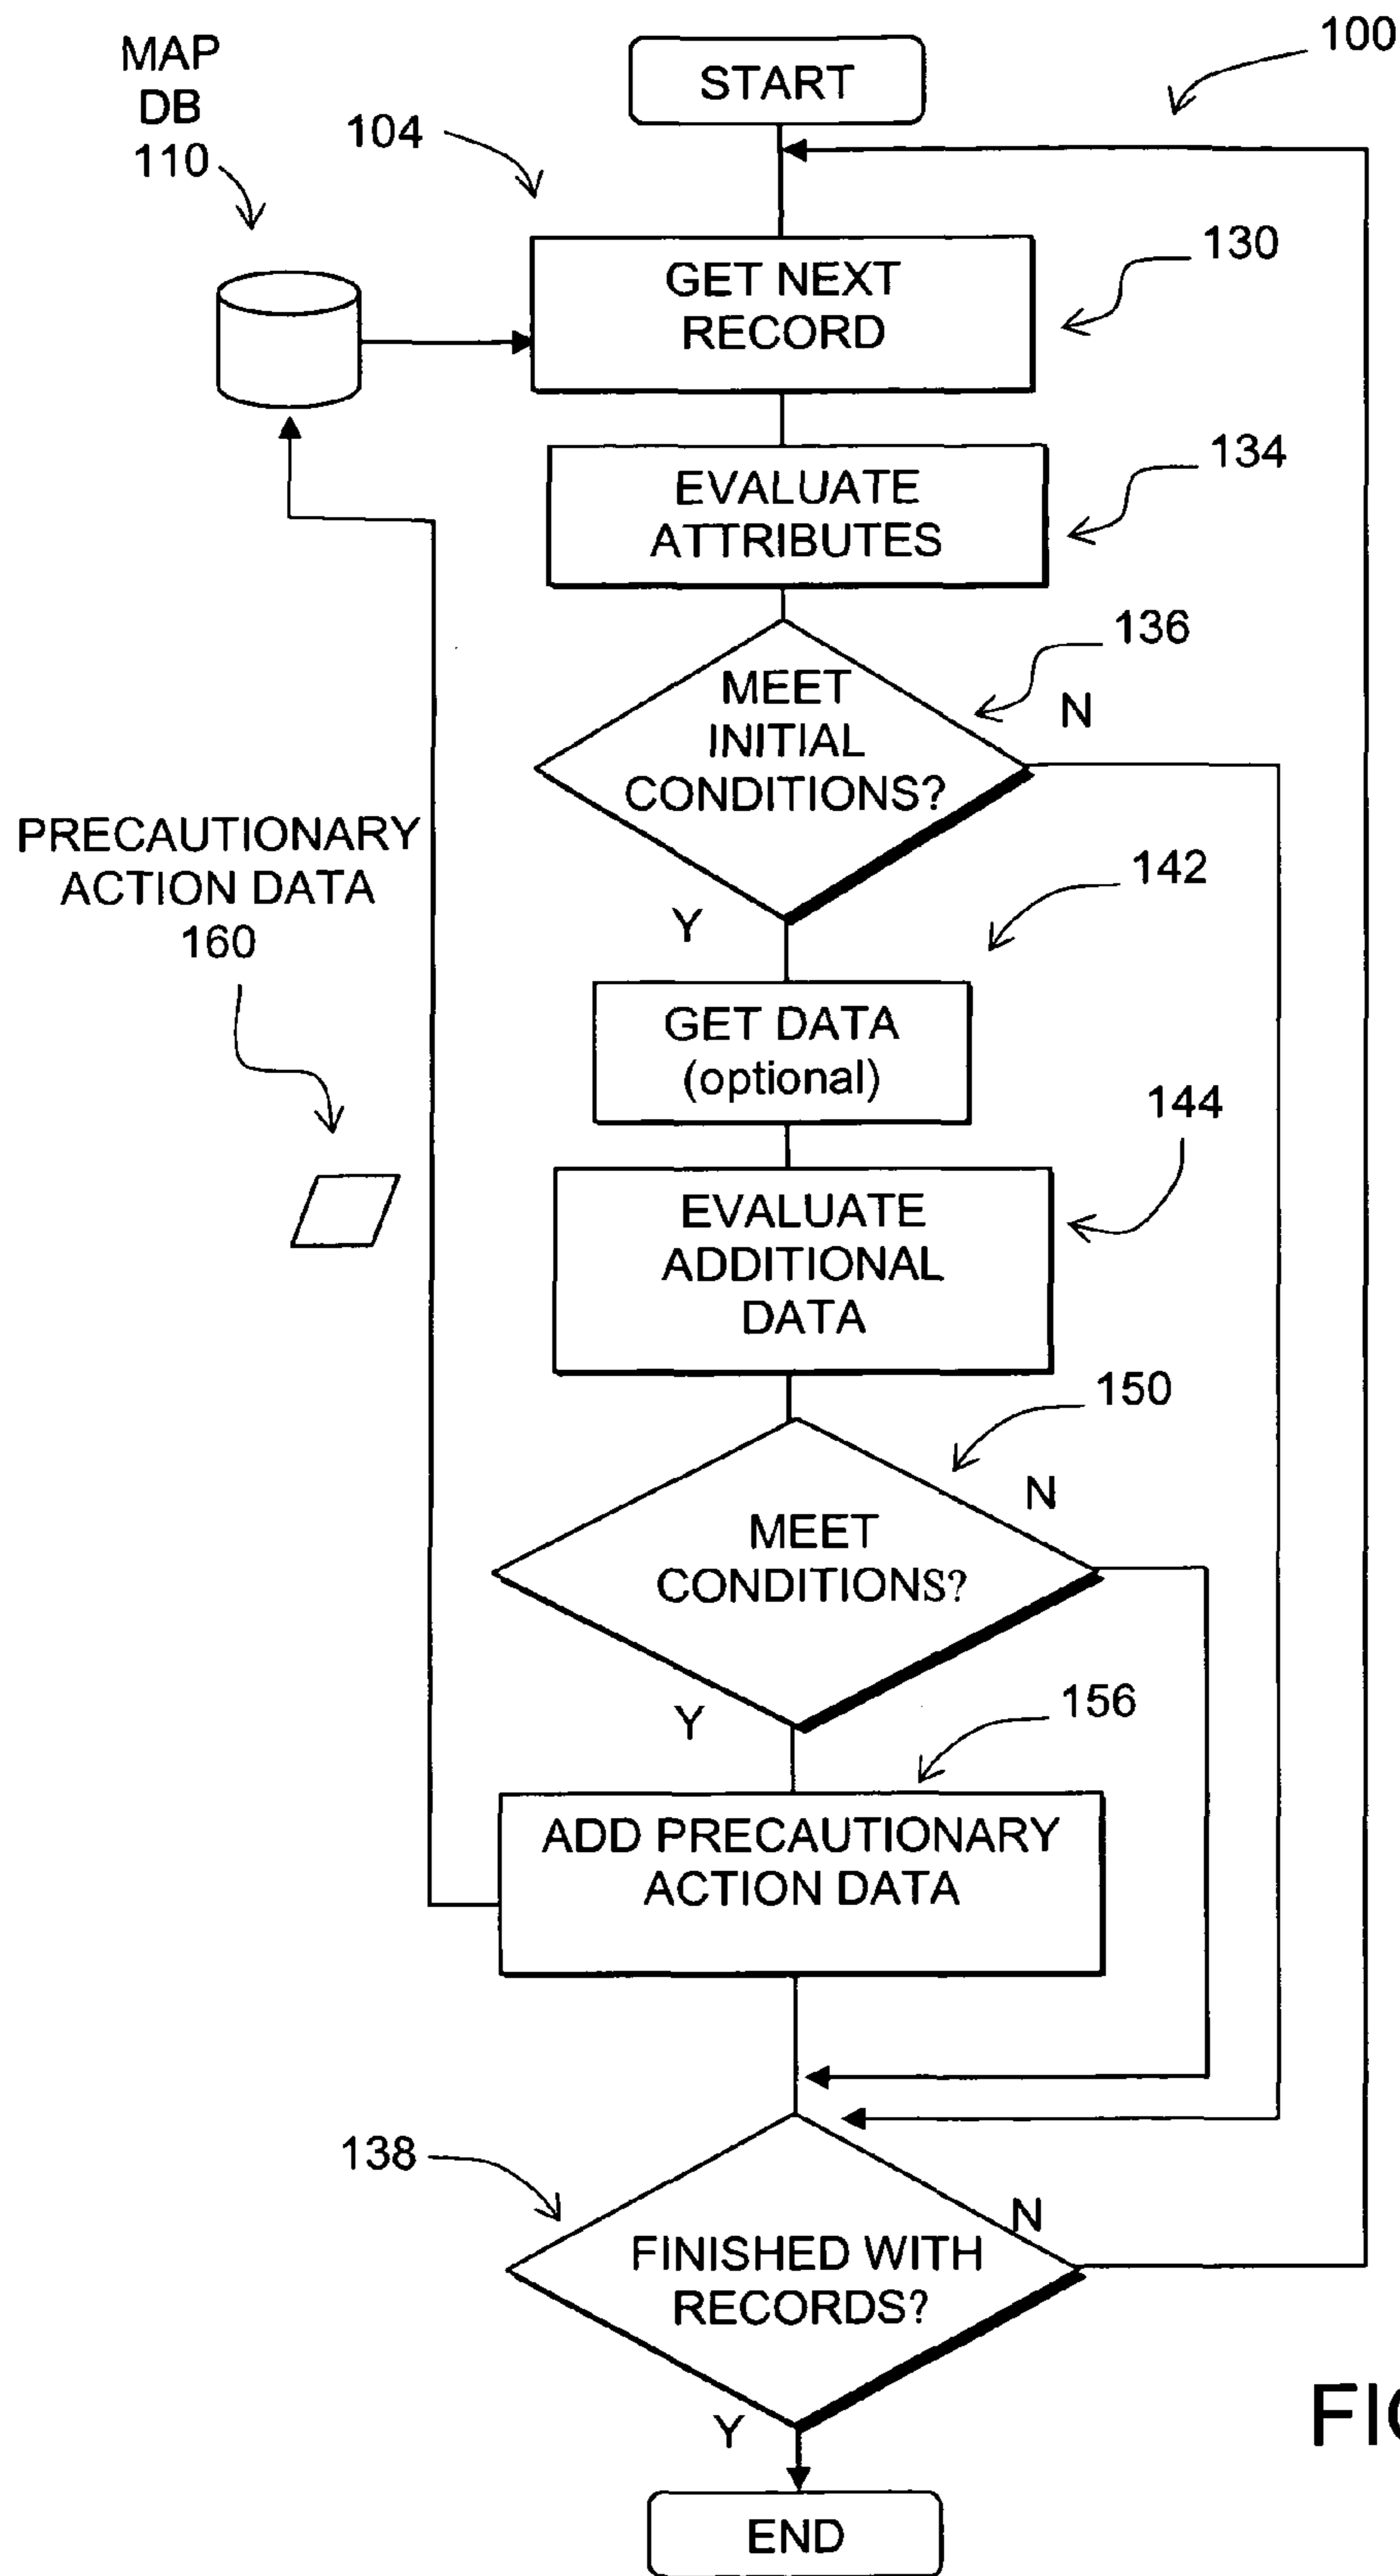 MAP
DB
110
START
100
104
GET NEXT
RECORD
130
EVALUATE
ATTRIBUTES
134
MEET
INITIAL
CONDITIONS?
136
N
Y
PRECAUTIONARY
ACTION DATA
160
GET DATA
(optional)
142
EVALUATE
ADDITIONAL
DATA
144
MEET
CONDITIONS?
150
N
Y
ADD PRECAUTIONARY
ACTION DATA
156
138
FINISHED WITH
RECORDS?
N
Y
END